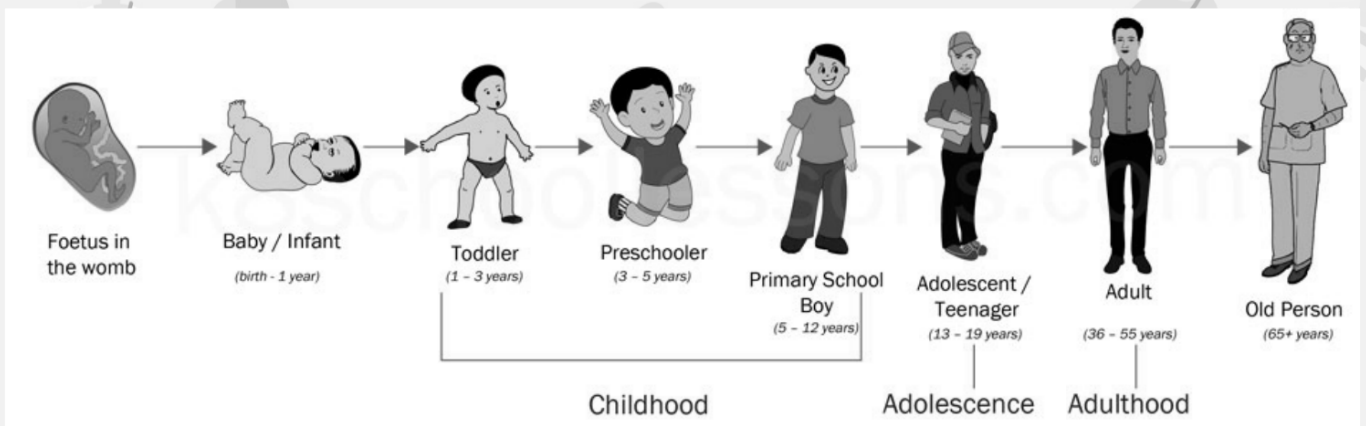 Foetus in
the womb
Baby / Infant
(birth - 1 year)
Toddler
(1 – 3 years)
Preschooler
(3 – 5 years)
Primary School
Boy
(5 – 12 years)
Adolescent /
Teenager
(13 – 19 years)
Adult
(36 – 55 years)
Old Person
(65+ years)
Childhood
Adolescence
Adulthood
k8schoollessons.com